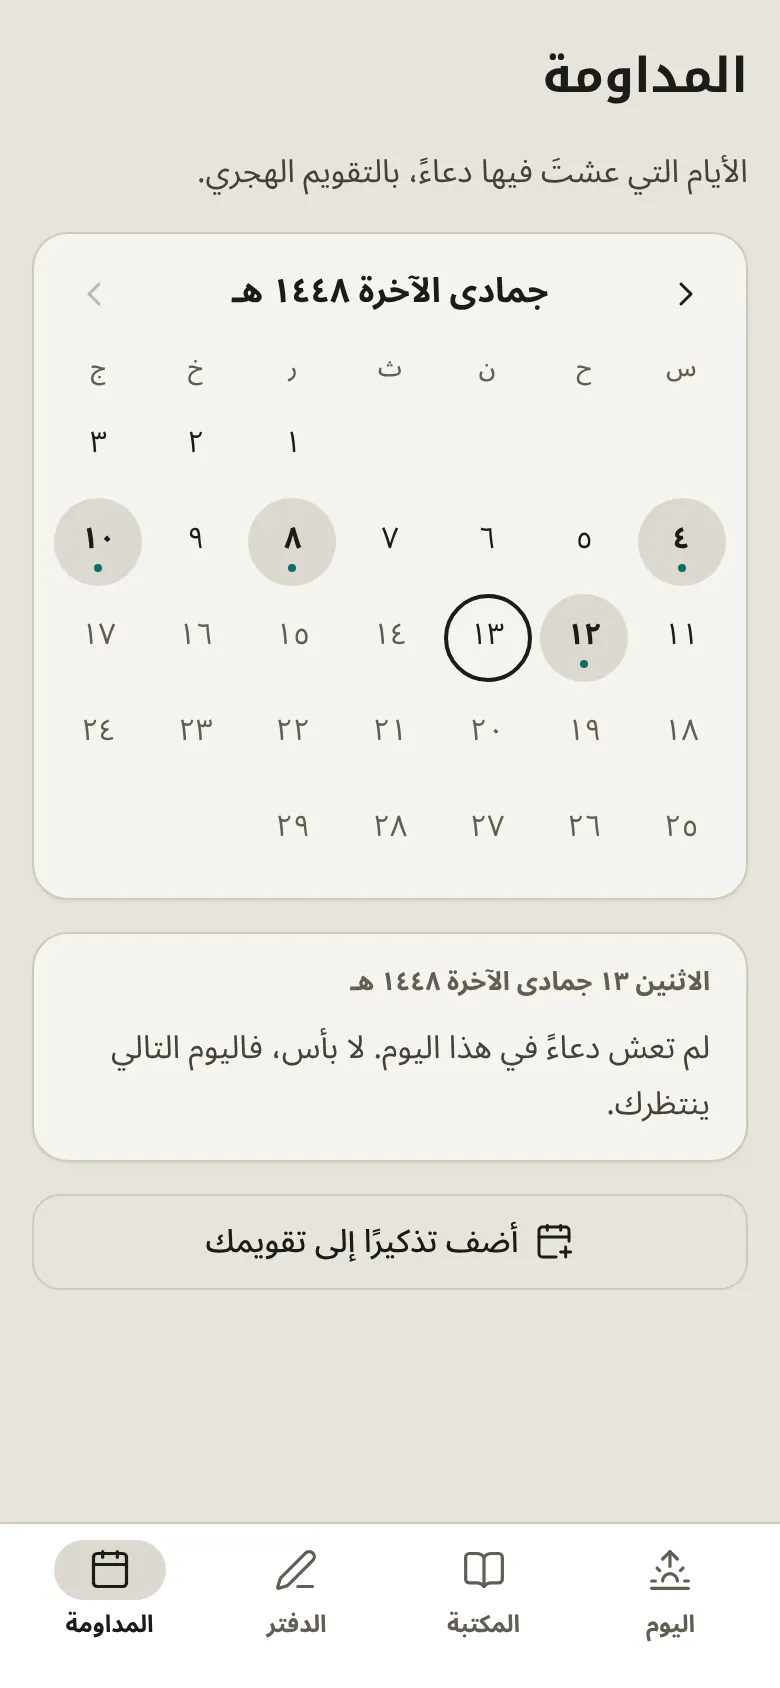 المداومة
الأيام التي عشتَ فيها دعاءً، بالتقويم الهجري.
جمادى الآخرة ١٤٤٨ هـ
س ح ن ث ر خ ج
١ ٢ ٣
٤ ٥ ٦ ٧ ٨ ٩ ١٠
١١ ١٢ ١٣ ١٤ ١٥ ١٦ ١٧
١٨ ١٩ ٢٠ ٢١ ٢٢ ٢٣ ٢٤
٢٥ ٢٦ ٢٧ ٢٨ ٢٩
الاثنين ١٣ جمادى الآخرة ١٤٤٨ هـ
لم تعش دعاءً في هذا اليوم. لا بأس، فاليوم التالي
ينتظرك.
أضف تذكيرًا إلى تقويمك
اليوم المكتبة الدفتر المداومة